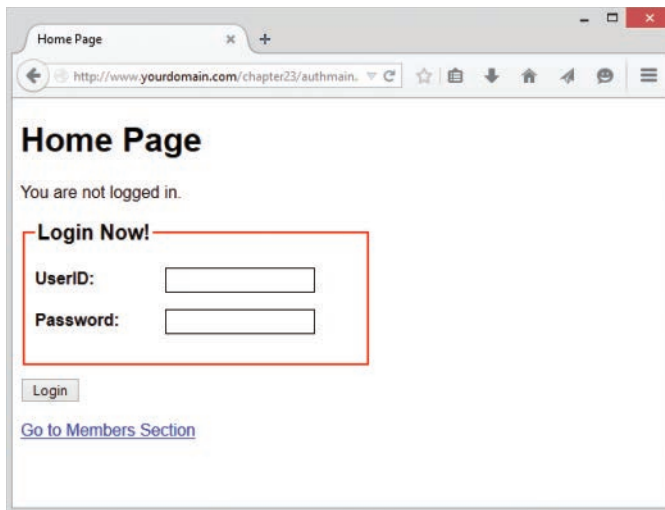 Home Page
http://www.yourdomain.com/chapter23/authmain.
Home Page
You are not logged in.
Login Now!
UserID:
Password:
Login
Go to Members Section